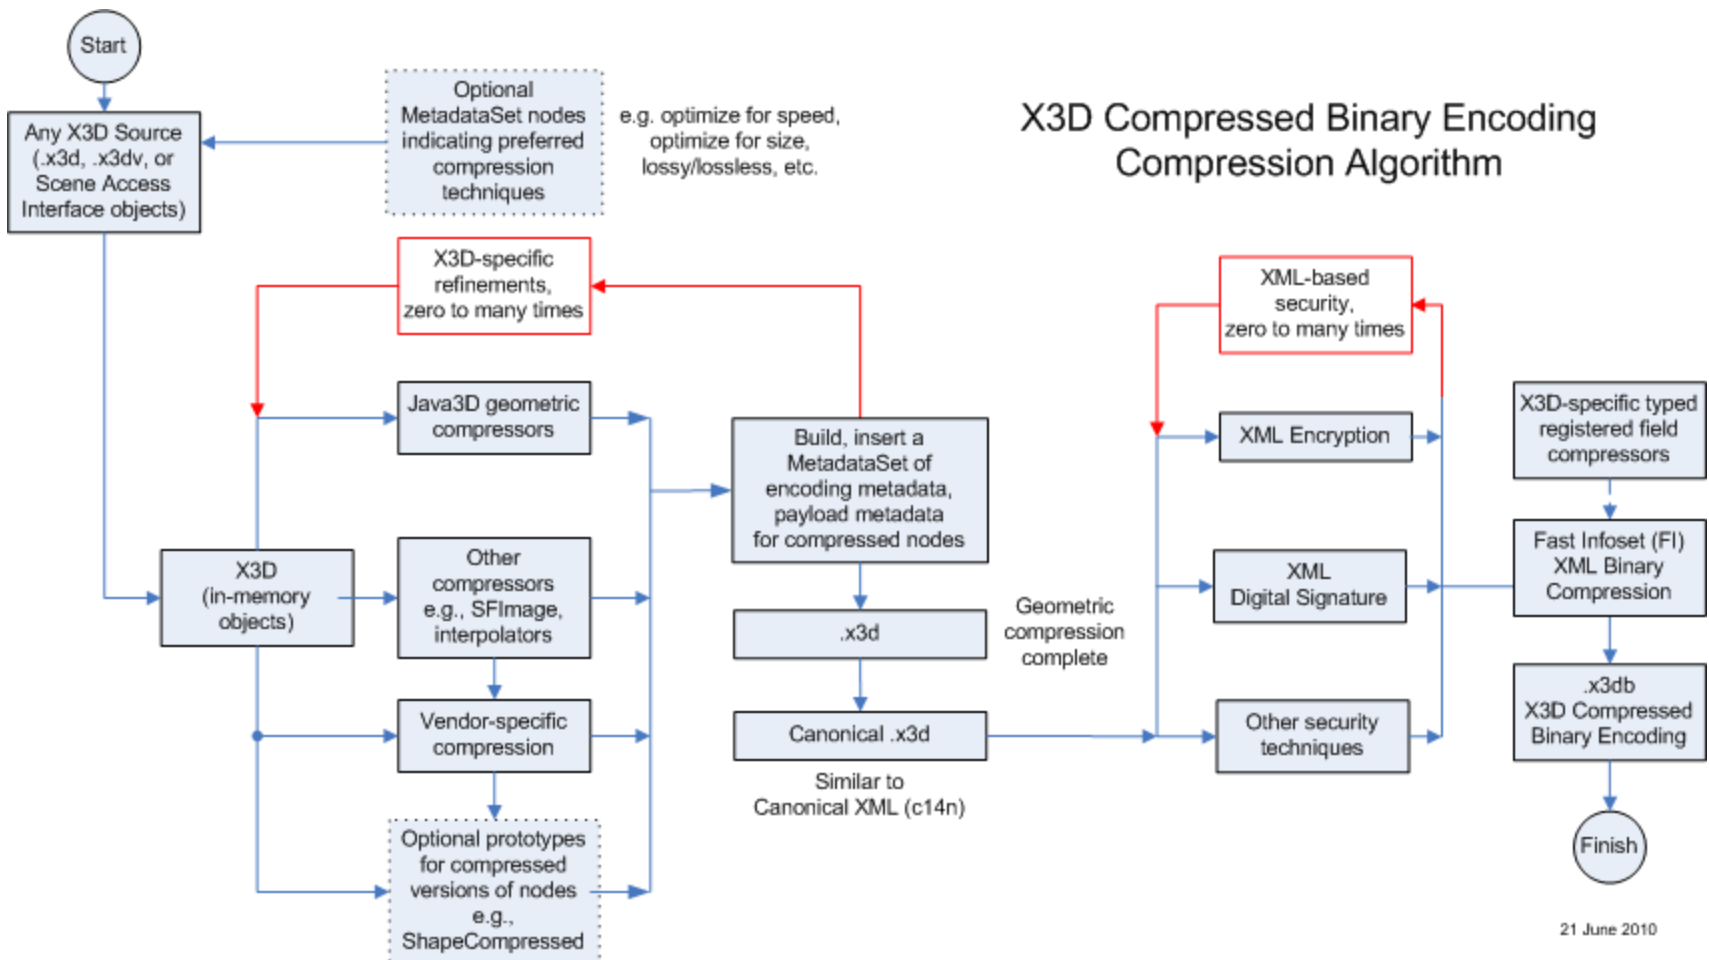 Start
Any X3D Source
(.x3d, .x3dv, or
Scene Access
Interface objects)
Optional
MetadataSet nodes
indicating preferred
compression
techniques
e.g. optimize for speed,
optimize for size,
lossy/lossless, etc.
X3D Compressed Binary Encoding
Compression Algorithm
X3D-specific
refinements,
zero to many times
Java3D geometric
compressors
X3D
(in-memory
objects)
Other
compressors
e.g., SFImage,
interpolators
Vendor-specific
compression
Optional prototypes
for compressed
versions of nodes
e.g.,
ShapeCompressed
Build, insert a
MetadataSet of
encoding metadata,
payload metadata
for compressed nodes
.x3d
Canonical .x3d
Similar to
Canonical XML (c14n)
Geometric
compression
complete
XML-based
security,
zero to many times
XML Encryption
XML
Digital Signature
Other security
techniques
X3D-specific typed
registered field
compressors
Fast Infoset (FI)
XML Binary
Compression
.x3db
X3D Compressed
Binary Encoding
Finish
21 June 2010